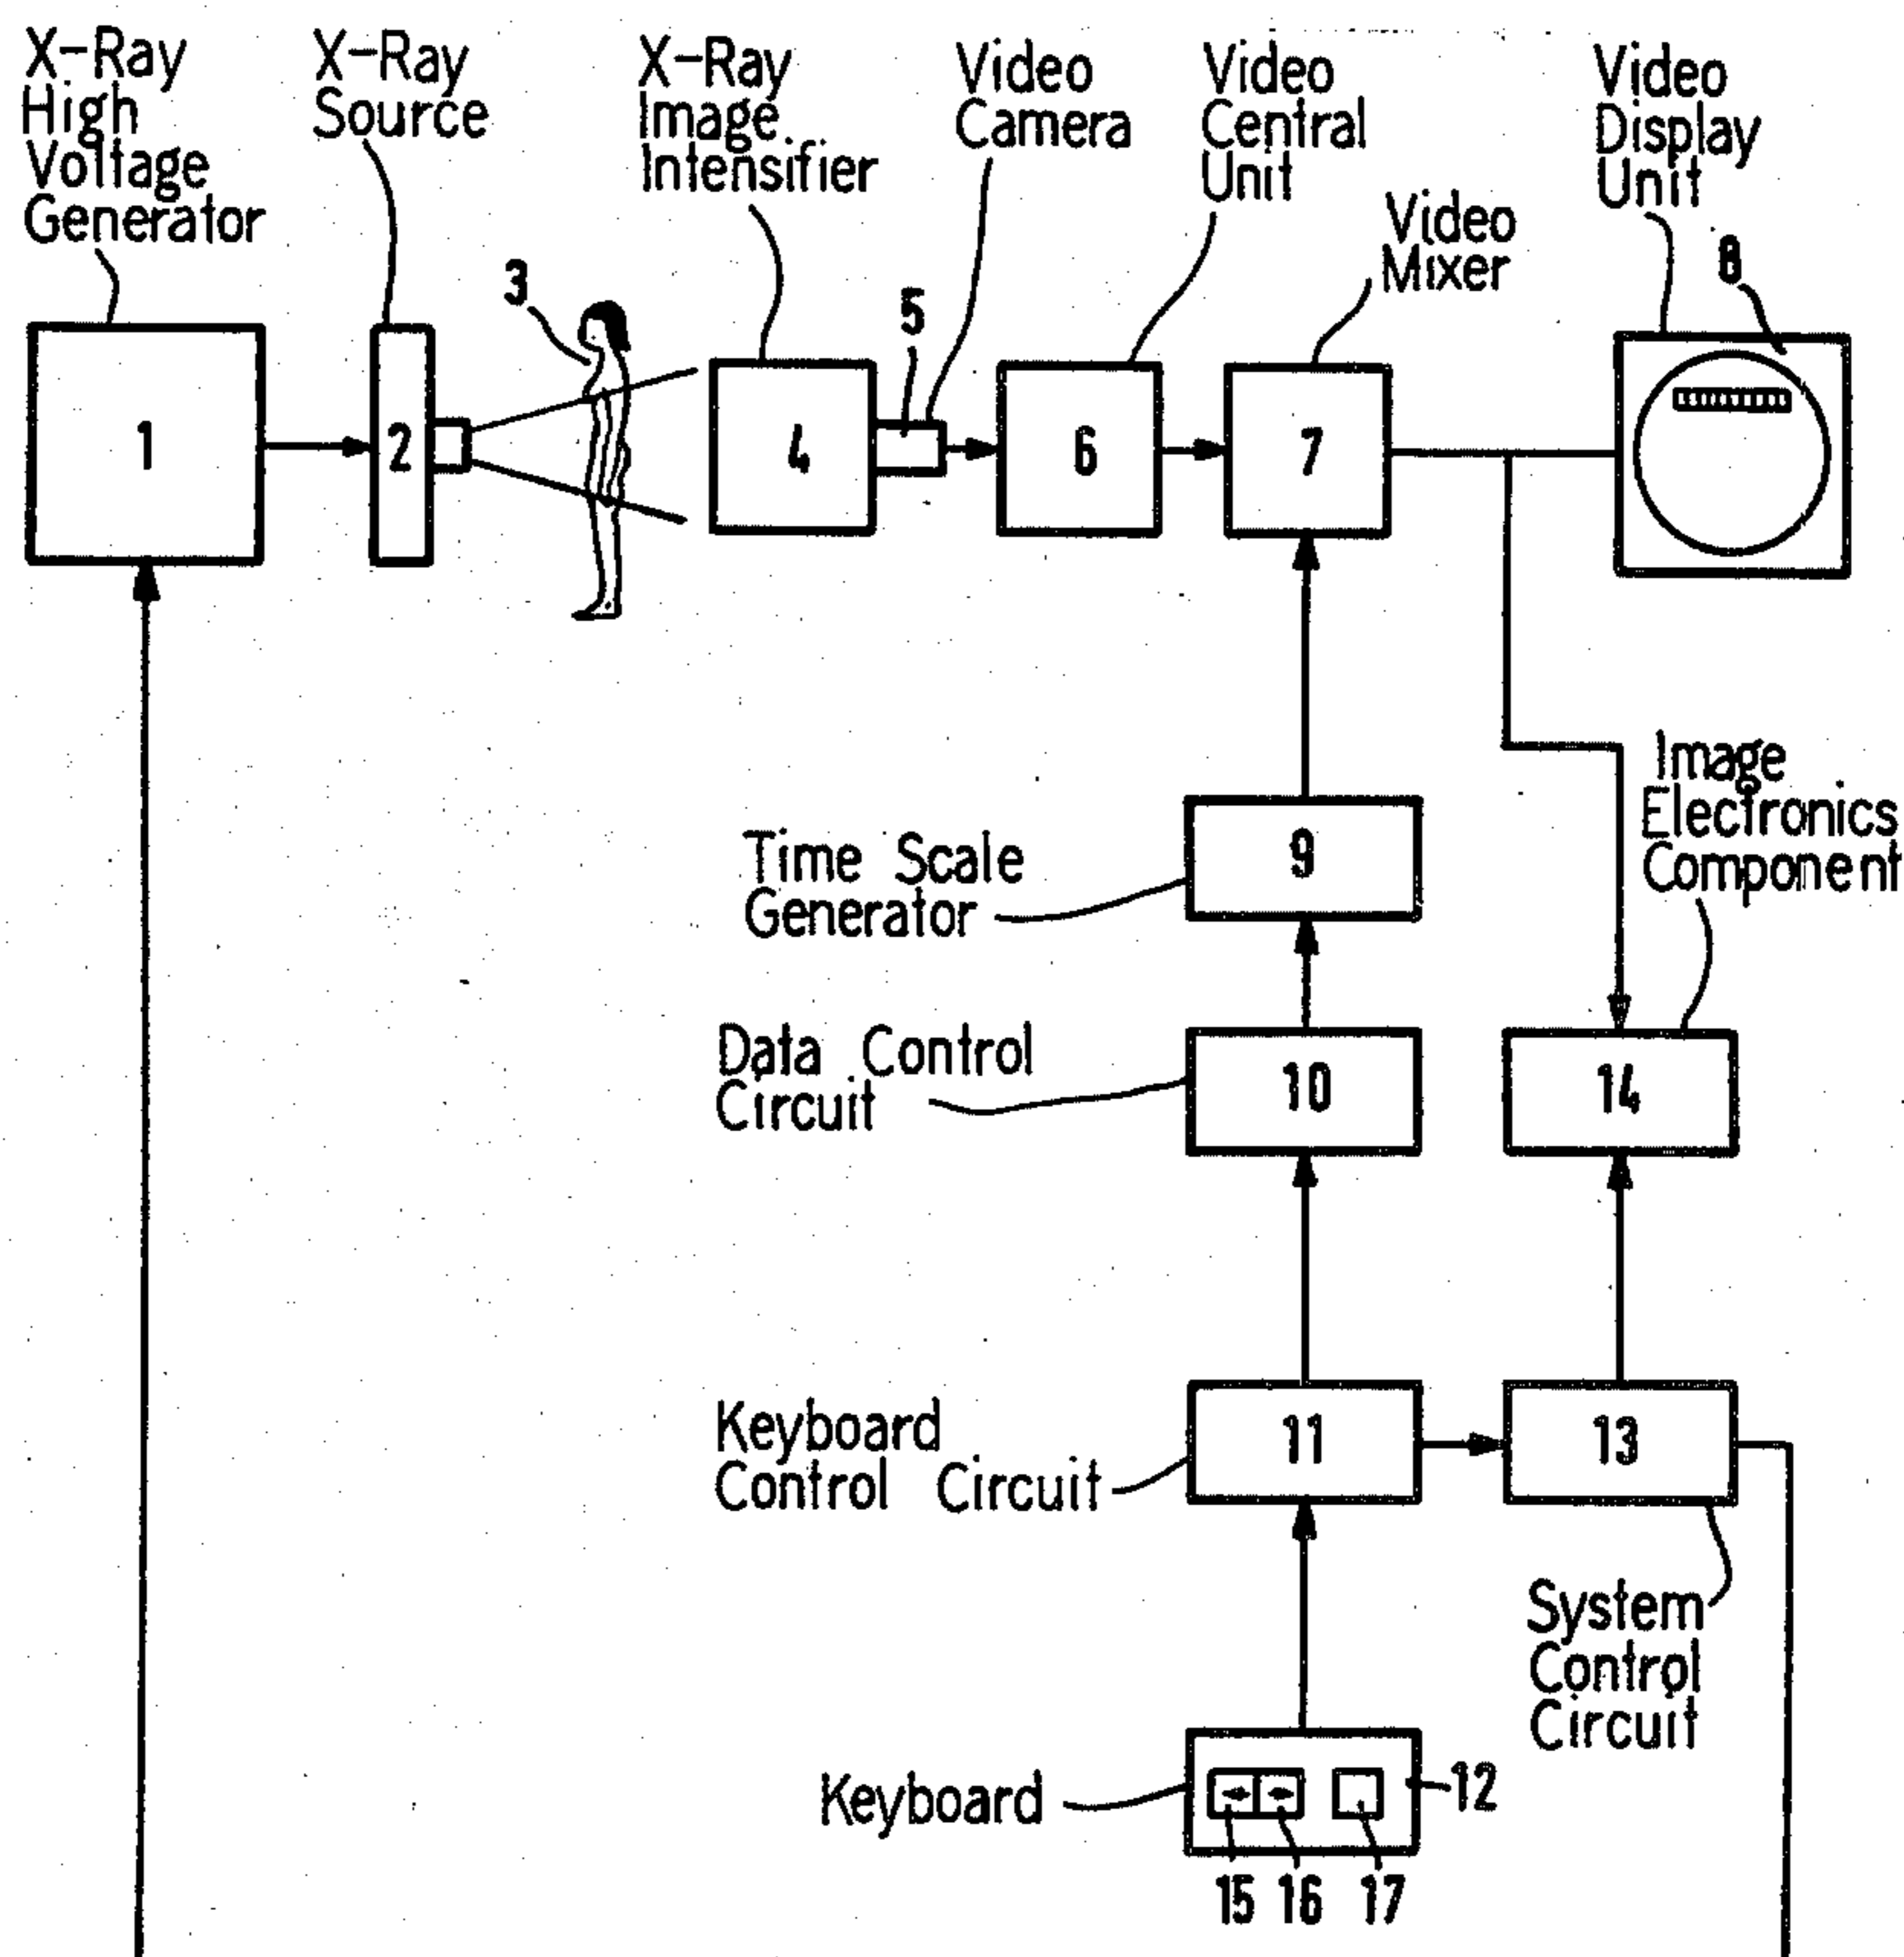 X-Ray
High
Voltage
Generator
X-Ray
Source
X-Ray
Image
Intensifier
Video
Camera
Video
Central
Unit
Video
Mixer
Video
Display
Unit
8
3
5
1
2
4
6
7
Time Scale
Generator
9
Image
Electronics
Component
Data Control
Circuit
10
14
Keyboard
Control Circuit
11
13
System
Control
Circuit
Keyboard
12
15
16
17